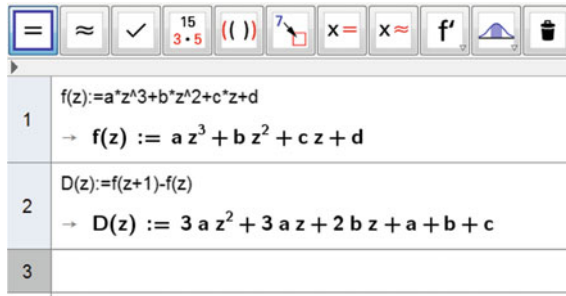 = ≈ ✓ 15 3·5 (( )) 7 x= x≈ f′
1
f(z):=a*z^3+b*z^2+c*z+d
→ f(z) := a z³ + b z² + c z + d
2
D(z):=f(z+1)-f(z)
→ D(z) := 3 a z² + 3 a z + 2 b z + a + b + c
3